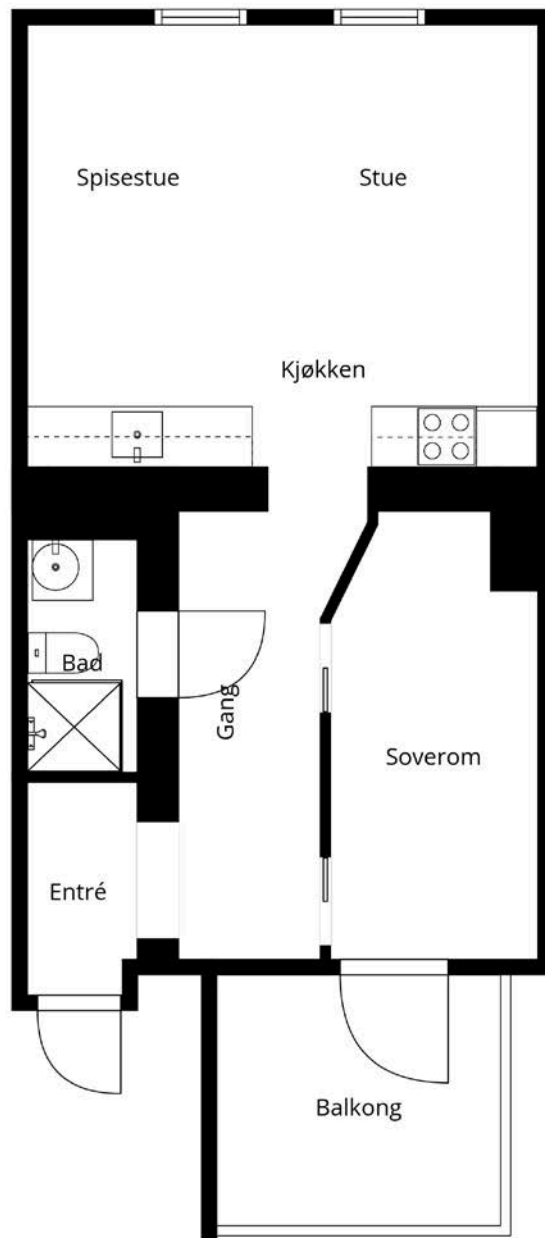 Spisestue
Stue
Kjøkken
Bad
Gang
Soverom
Entré
Balkong